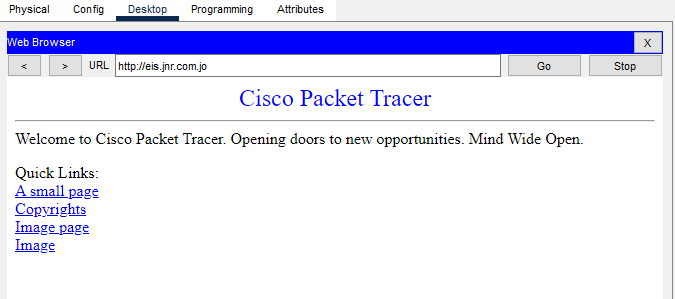 Physical Config Desktop Programming Attributes
Web Browser X
< > URL http://eis.jnr.com.jo Go Stop
Cisco Packet Tracer
Welcome to Cisco Packet Tracer. Opening doors to new opportunities. Mind Wide Open.
Quick Links:
A small page
Copyrights
Image page
Image